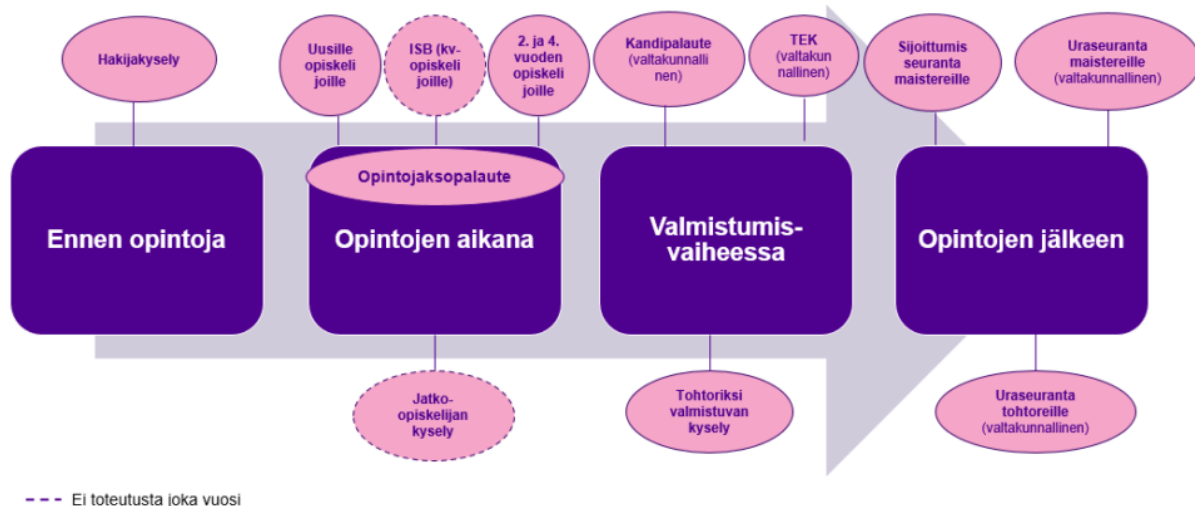 Hakijakysely
Uusille
opiskeli
joille
ISB (kv-
opiskeli
joille)
2. ja 4.
vuoden
opiskeli
joille
Kandipalaute
(valtakunnalli
nen)
TEK
(valtakun
nallinen)
Sijoittumis
seuranta
maistereille
Uraseuranta
maistereille
(valtakunnallinen)
Opintojaksopalaute
Ennen opintoja
Opintojen aikana
Valmistumis-
vaiheessa
Opintojen jälkeen
Jatko-
opiskelijan
kysely
Tohtoriksi
valmistuvan
kysely
Uraseuranta
tohtoreille
(valtakunnallinen)
Ei toteutusta joka vuosi